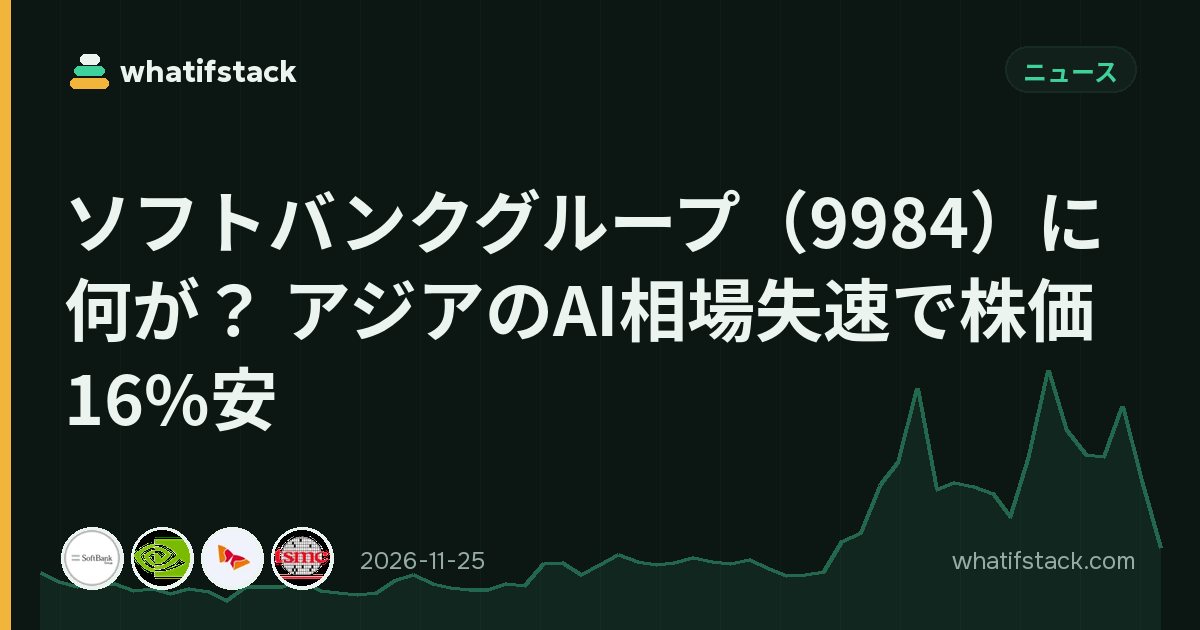 whatifstack
ニュース
ソフトバンクグループ（9984）に
何が？ アジアのAI相場失速で株価
16%安
SoftBank
tsmc
2026-11-25
whatifstack.com